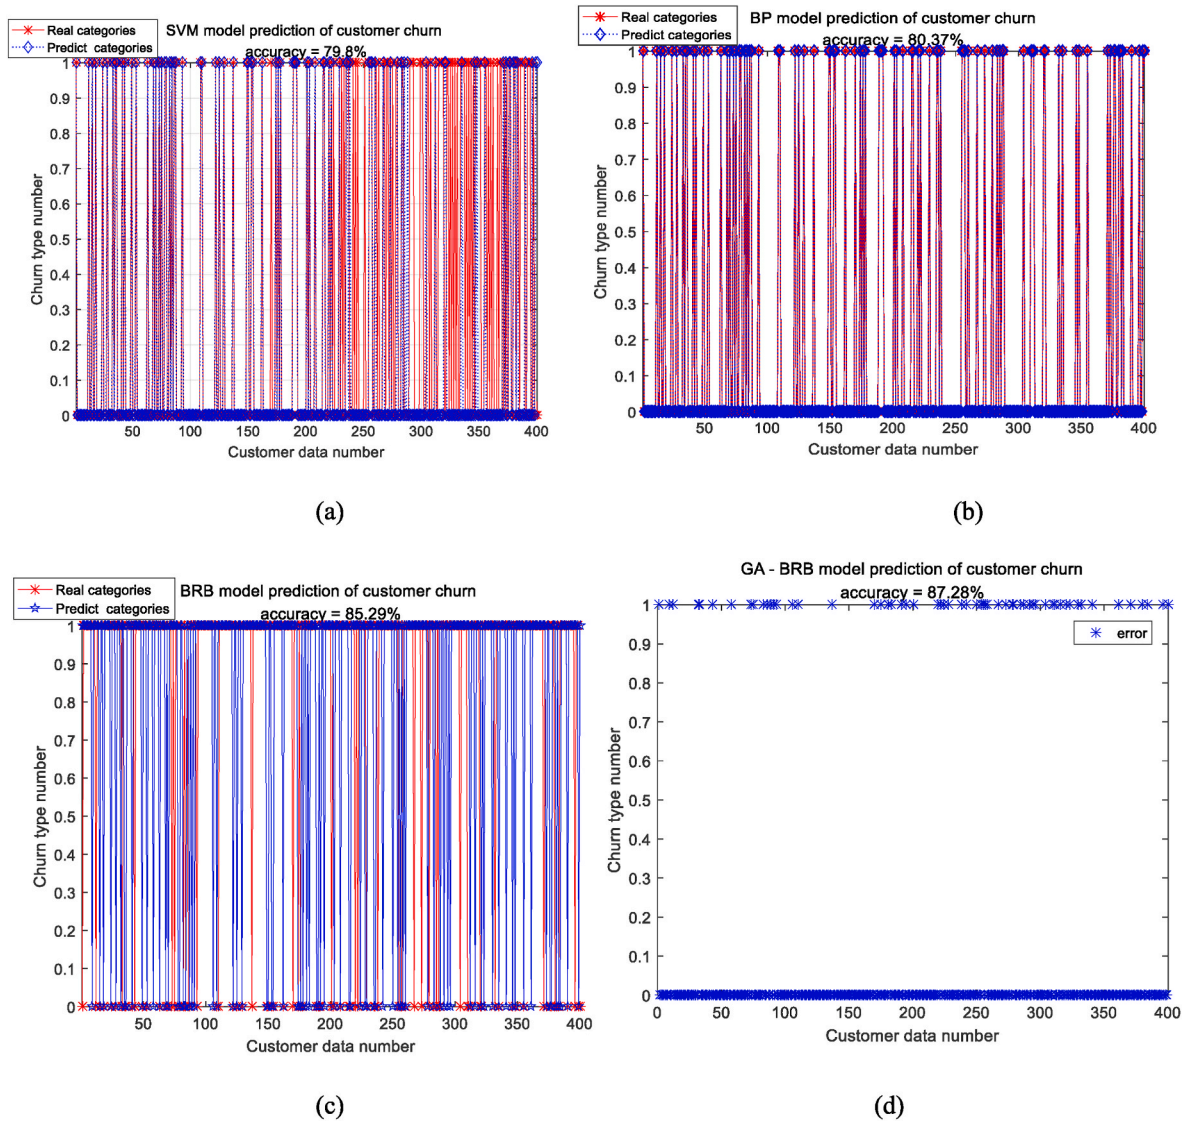 Real categories
Predict categories
SVM model prediction of customer churn
accuracy = 79.8%
1
0.9
0.8
0.7
0.6
0.5
0.4
0.3
0.2
0.1
0
Churn type number
50 100 150 200 250 300 350 400
Customer data number
(a)
Real categories
Predict categories
BP model prediction of customer churn
accuracy = 80.37%
1
0.9
0.8
0.7
0.6
0.5
0.4
0.3
0.2
0.1
0
Churn type number
50 100 150 200 250 300 350 400
Customer data number
(b)
Real categories
Predict categories
BRB model prediction of customer churn
accuracy = 85.29%
1
0.9
0.8
0.7
0.6
0.5
0.4
0.3
0.2
0.1
0
Churn type number
50 100 150 200 250 300 350 400
Customer data number
(c)
GA - BRB model prediction of customer churn
accuracy = 87.28%
error
1
0.9
0.8
0.7
0.6
0.5
0.4
0.3
0.2
0.1
0
Churn type number
0 50 100 150 200 250 300 350 400
Customer data number
(d)